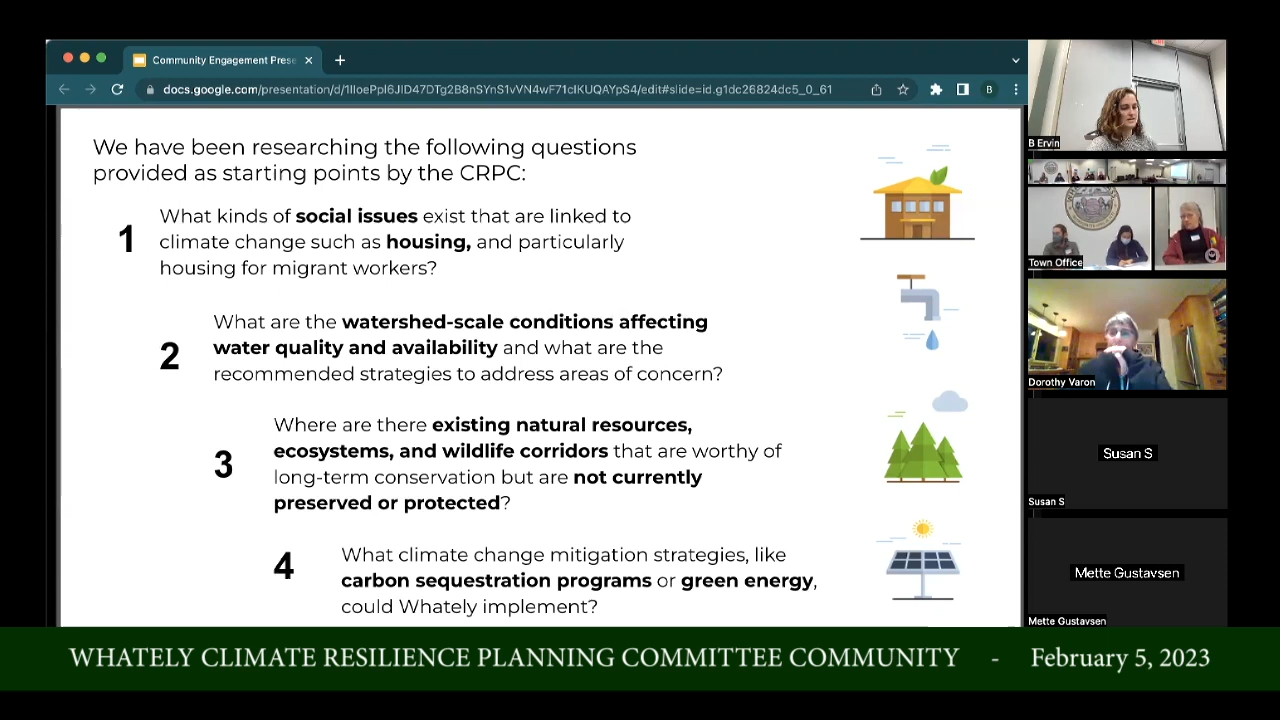 Community Engagement Prese
docs.google.com/presentation/d/1IIoePpI6JID47DTg2B8nSYnS1vVN4wF71cIKUQAYpS4/edit#slide=id.g1dc26824dc5_0_61
B
We have been researching the following questions
provided as starting points by the CRPC:
1
What kinds of social issues exist that are linked to
climate change such as housing, and particularly
housing for migrant workers?
2
What are the watershed-scale conditions affecting
water quality and availability and what are the
recommended strategies to address areas of concern?
3
Where are there existing natural resources,
ecosystems, and wildlife corridors that are worthy of
long-term conservation but are not currently
preserved or protected?
4
What climate change mitigation strategies, like
carbon sequestration programs or green energy,
could Whately implement?
B Ervin
Town Office
Dorothy Varon
Susan S
Susan S
Mette Gustavsen
Mette Gustavsen
WHATELY CLIMATE RESILIENCE PLANNING COMMITTEE COMMUNITY - February 5, 2023